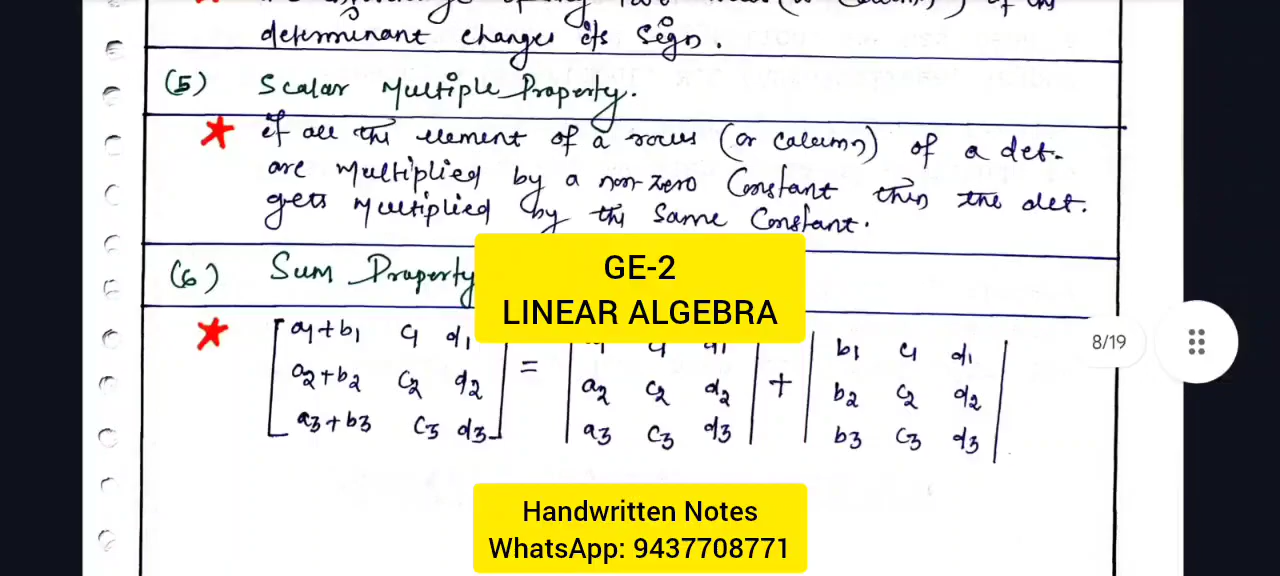 determinant changes its sign.
(5) Scalar Multiple Property.
★ if all the element of a rows (or Calumn) of a det.
are Multiplied by a non-zero Constant then the det.
gets Multiplied by the Same Constant.
(6) Sum Property
GE-2
LINEAR ALGEBRA
★ [a1+b1 c1 d1
a2+b2 c2 d2
a3+b3 c3 d3] = |
a2 c2 d2
a3 c3 d3| + |b1 c1 d1
b2 c2 d2
b3 c3 d3|
8/19
Handwritten Notes
WhatsApp: 9437708771